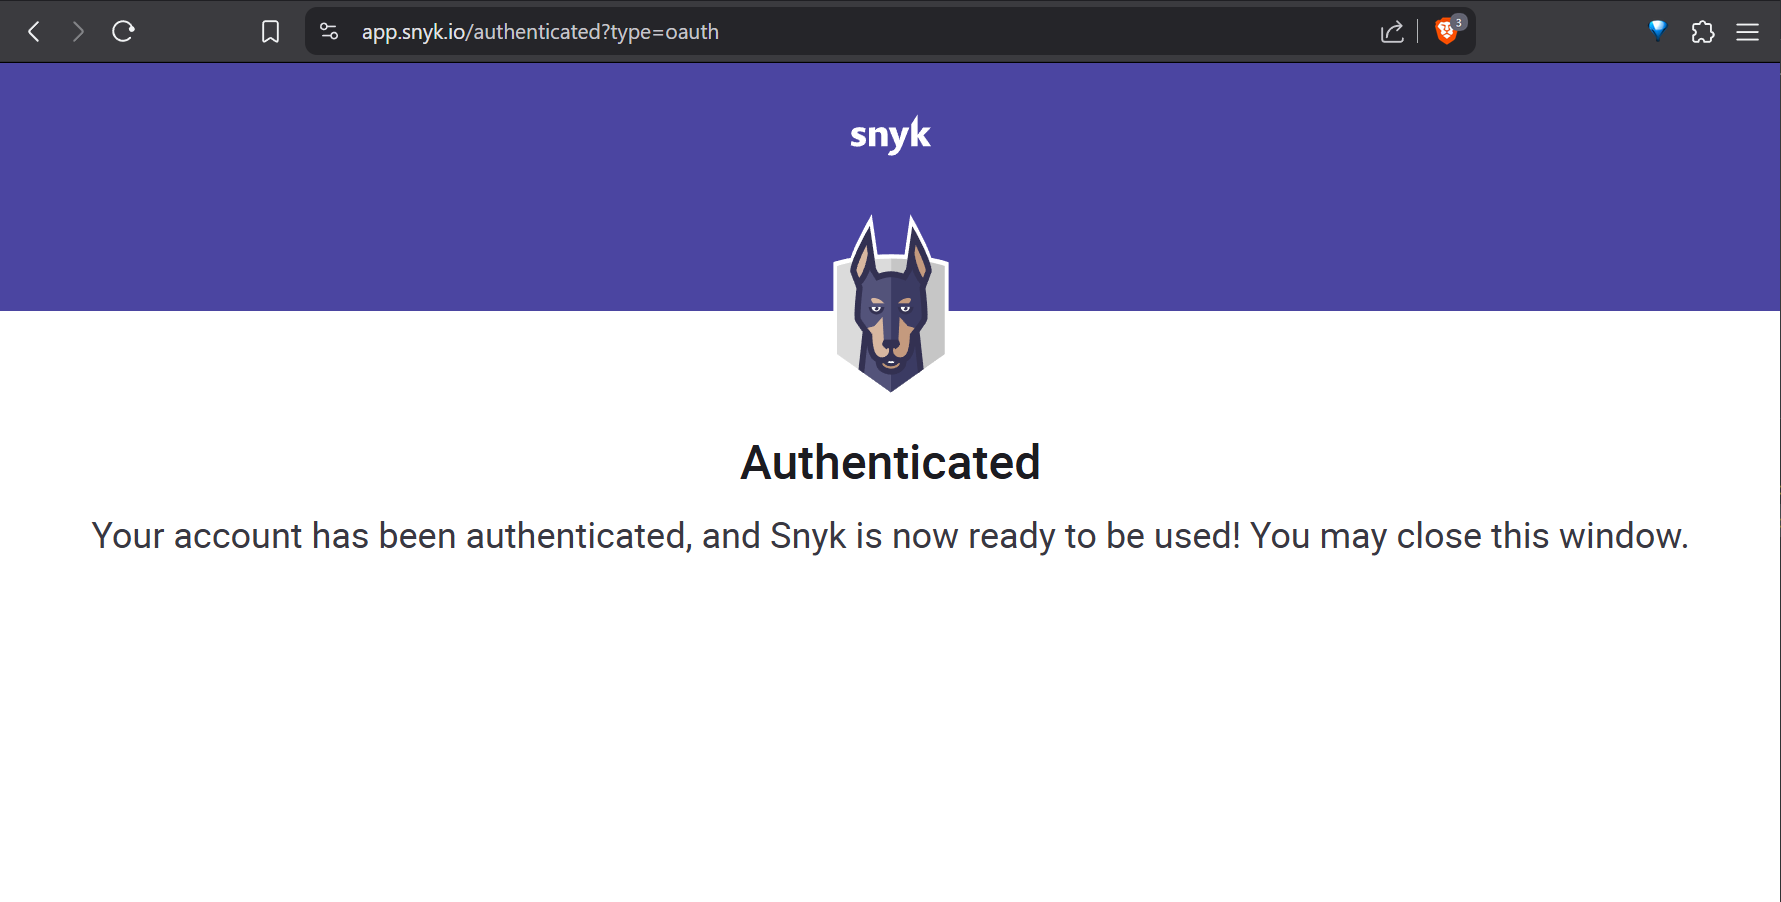 app.snyk.io/authenticated?type=oauth
3
snyk
Authenticated
Your account has been authenticated, and Snyk is now ready to be used! You may close this window.